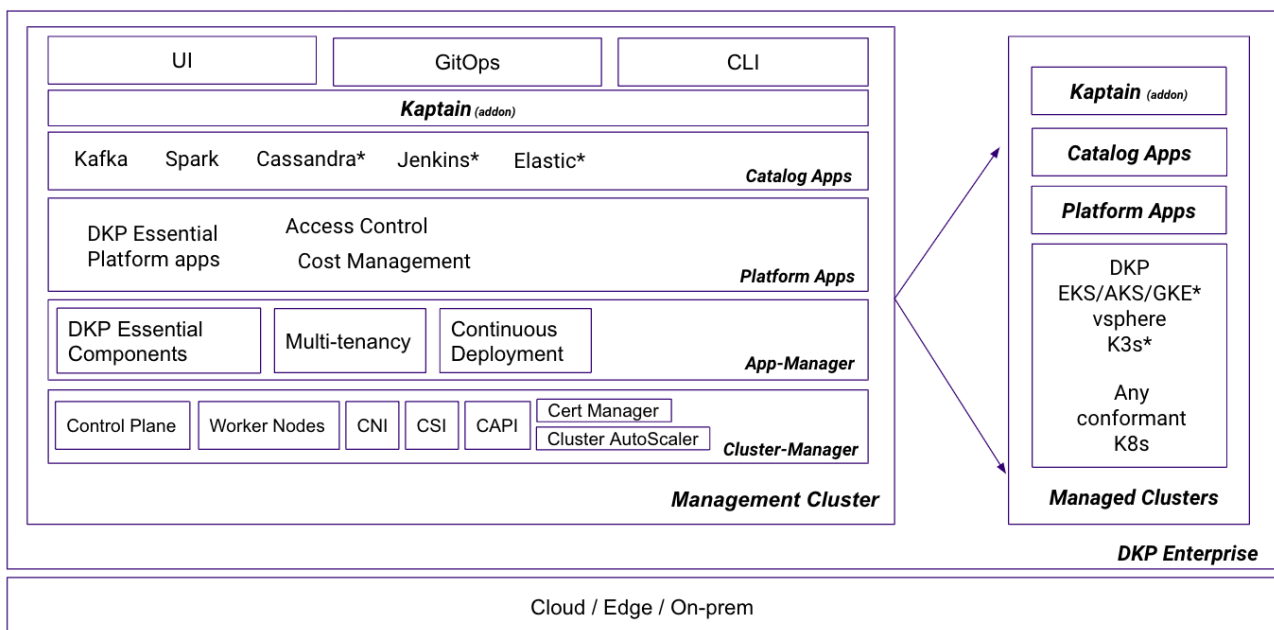 UI
GitOps
CLI
Kaptain (addon)
Kafka
Spark
Cassandra*
Jenkins*
Elastic*
Catalog Apps
DKP Essential
Platform apps
Access Control
Cost Management
Platform Apps
DKP Essential
Components
Multi-tenancy
Continuous
Deployment
App-Manager
Control Plane
Worker Nodes
CNI
CSI
CAPI
Cert Manager
Cluster AutoScaler
Cluster-Manager
Management Cluster
Kaptain (addon)
Catalog Apps
Platform Apps
DKP
EKS/AKS/GKE*
vsphere
K3s*
Any
conformant
K8s
Managed Clusters
DKP Enterprise
Cloud / Edge / On-prem